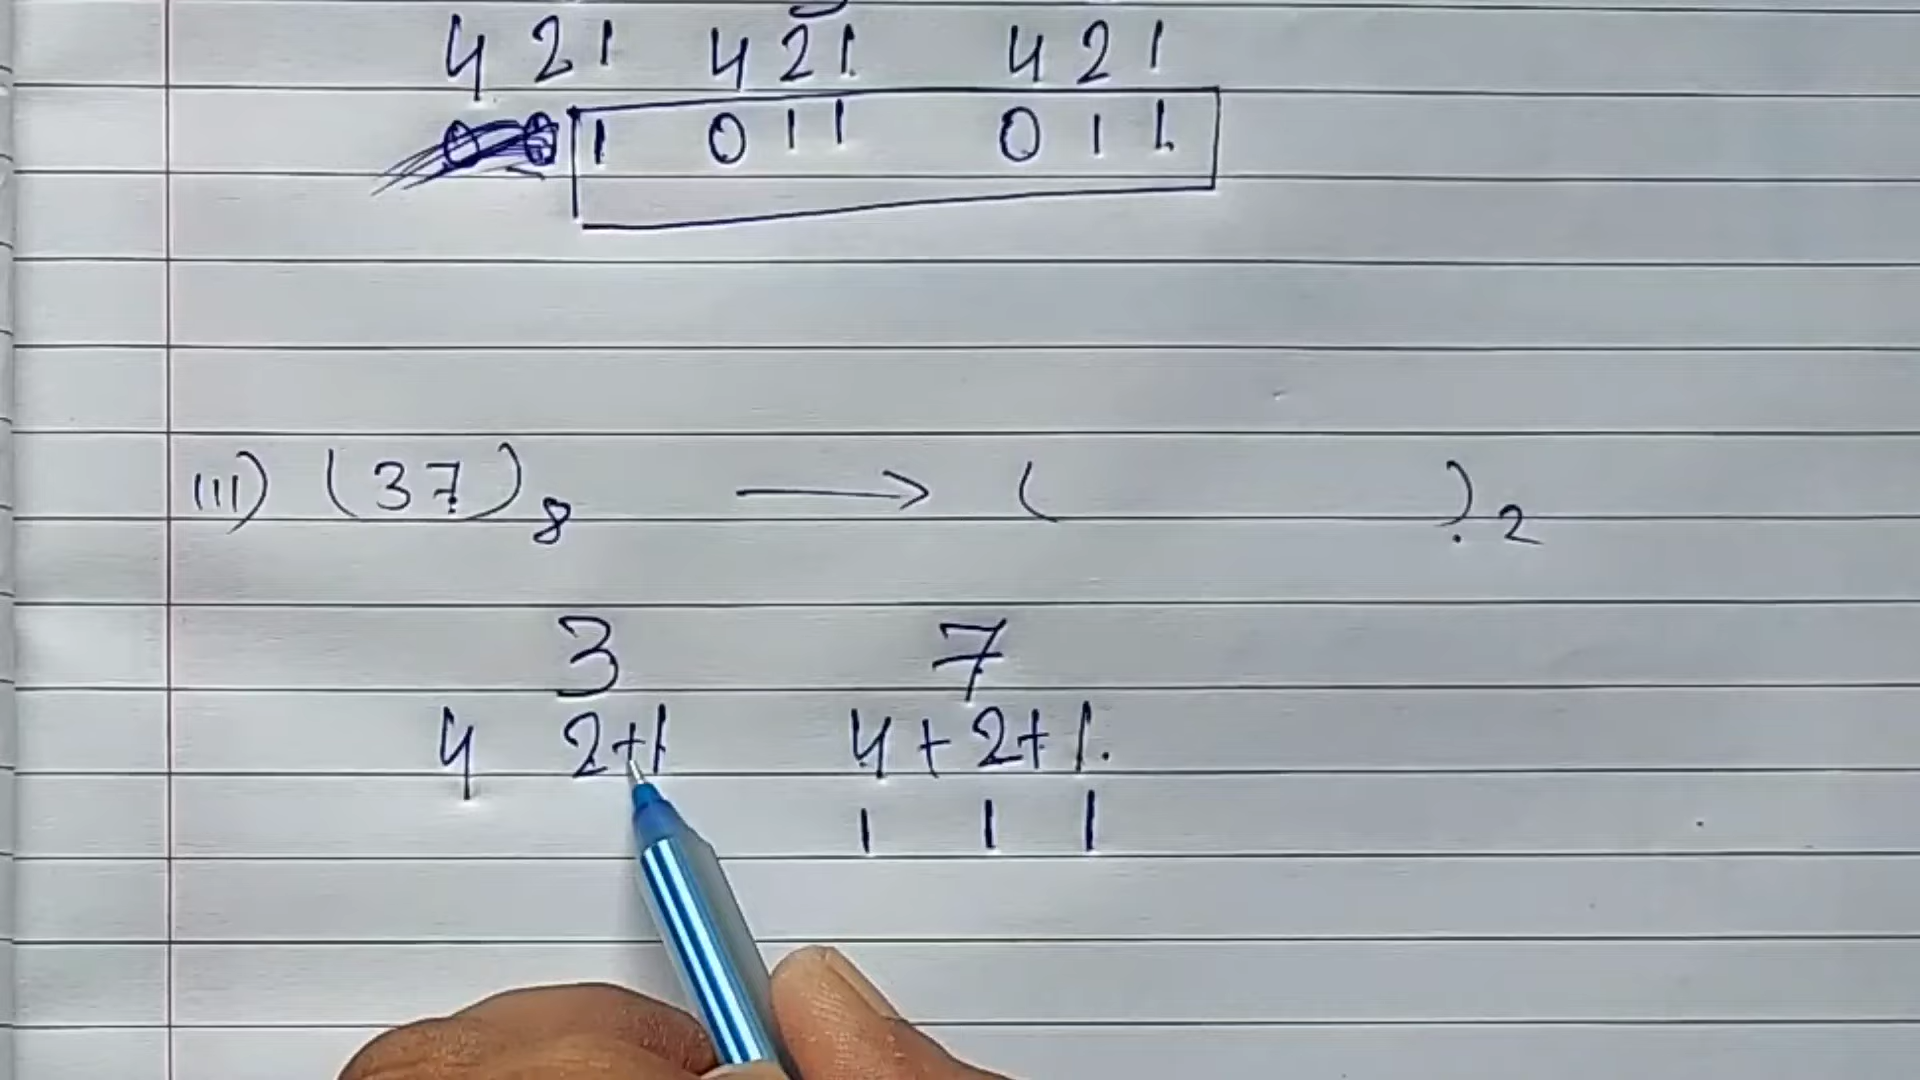 4 2 1 4 2 1 4 2 1
1 0 1 1 0 1 1
III) (37)8 → ( )2
3 7
4 2+1 4+2+1.
1 1 1